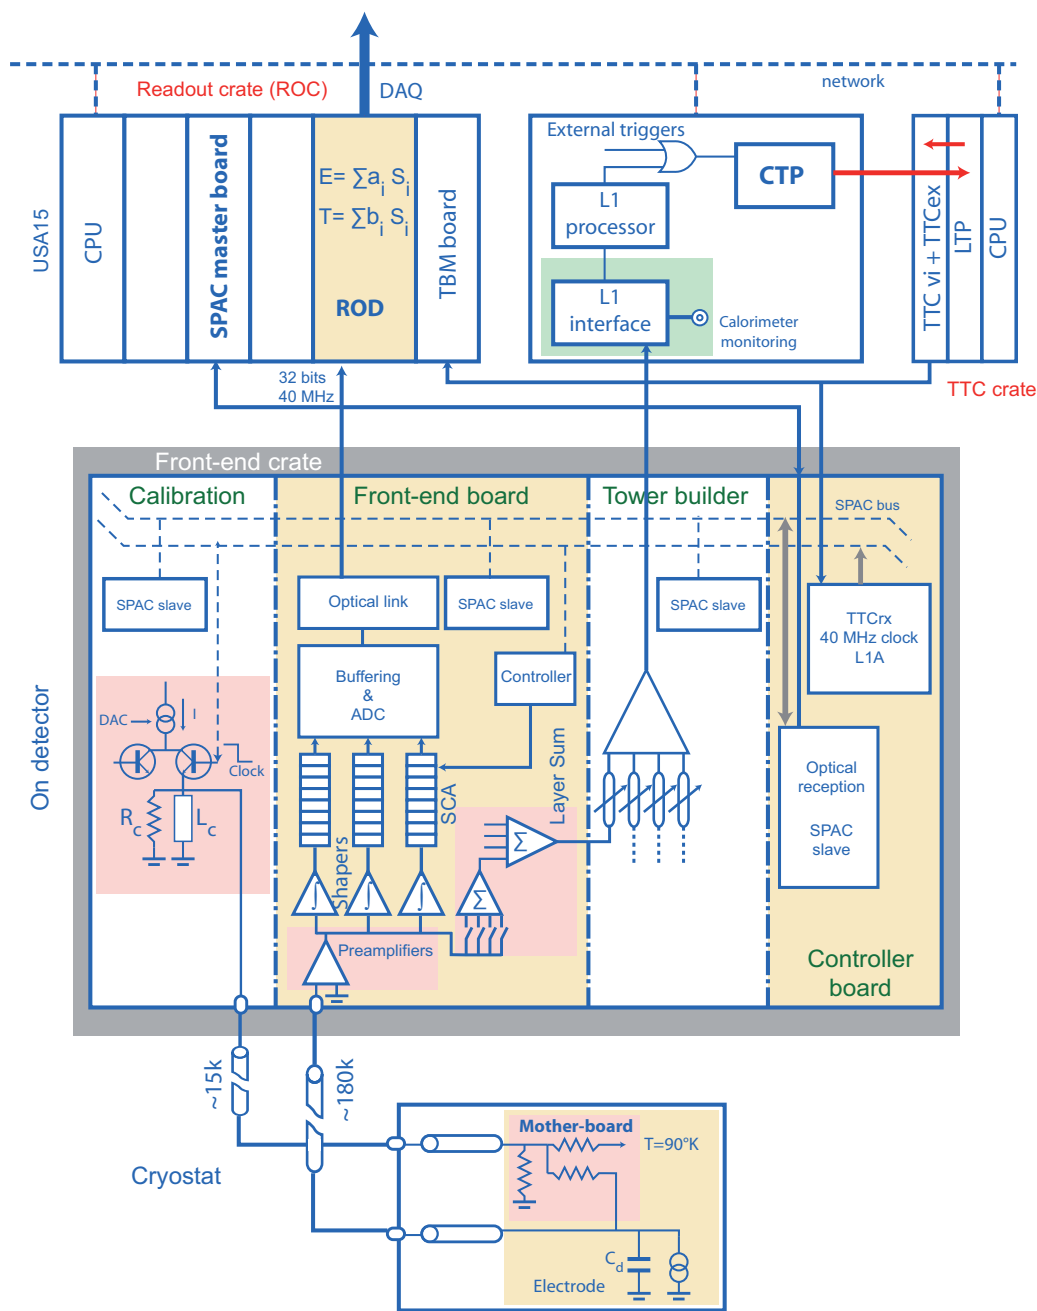 network
Readout crate (ROC)
DAQ
USA15
CPU
SPAC master board
E= ∑a_i S_i
T= ∑b_i S_i
ROD
TBM board
External triggers
CTP
L1
processor
L1
interface
Calorimeter
monitoring
TTC vi + TTCex
LTP
CPU
TTC crate
32 bits
40 MHz
Front-end crate
Calibration
Front-end board
Tower builder
SPAC bus
SPAC slave
Optical link
SPAC slave
SPAC slave
TTCrx
40 MHz clock
L1A
Buffering
&
ADC
Controller
On detector
DAC
I
Clock
R_c
L_c
SCA
Layer Sum
Shapers
∫
∫
∫
∑
∑
Optical
reception
SPAC
slave
Preamplifiers
Controller
board
~15k
~180k
Mother-board
T=90°K
Cryostat
C_d
Electrode